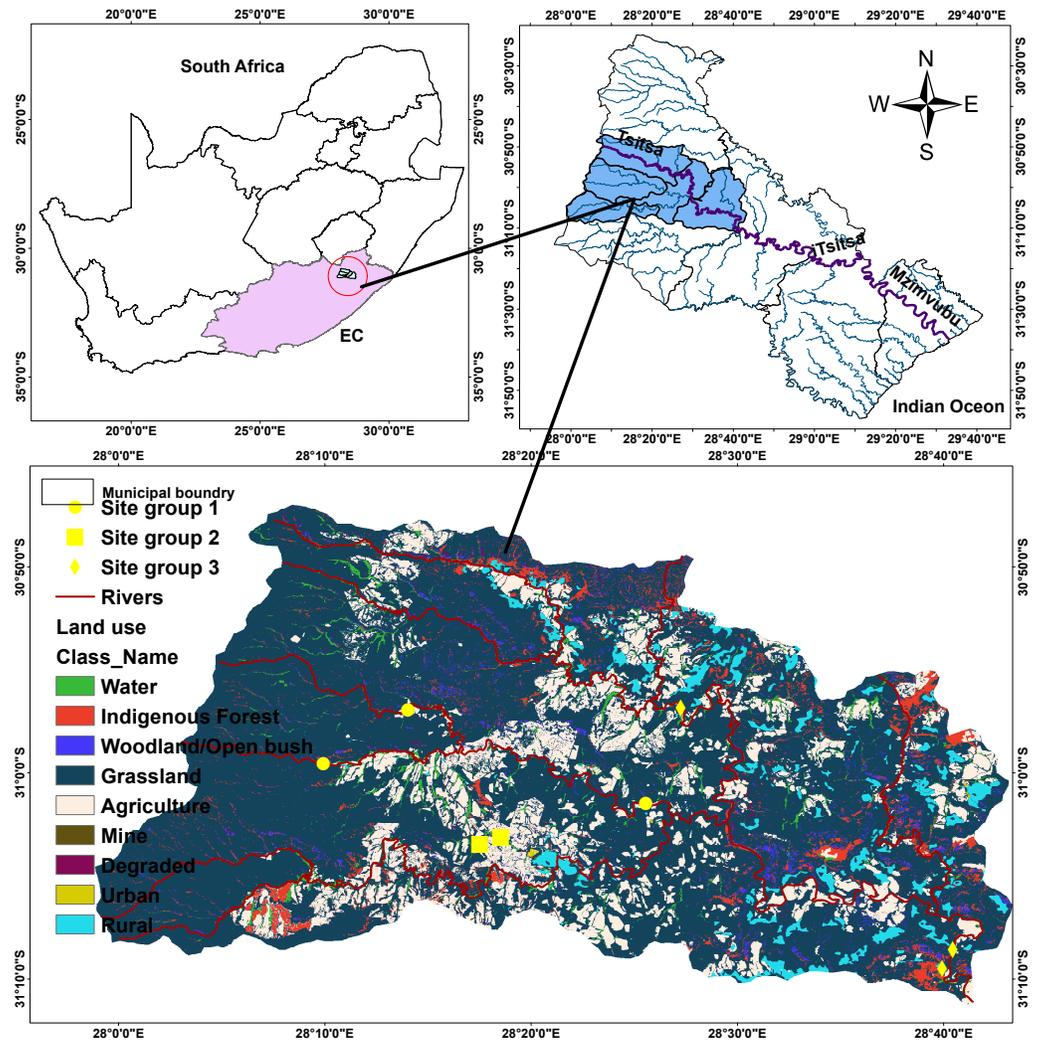 20°0'0"E 25°0'0"E 30°0'0"E
28°0'0"E 28°20'0"E 28°40'0"E 29°0'0"E 29°20'0"E 29°40'0"E
South Africa
EC
25°0'0"S
30°0'0"S
35°0'0"S
25°0'0"S
30°0'0"S
35°0'0"S
20°0'0"E 25°0'0"E 30°0'0"E
N
W E
S
Tsitsa
Tsitsa
Mzimvubu
Indian Oceon
30°30'0"S
30°50'0"S
31°10'0"S
31°30'0"S
31°50'0"S
30°30'0"S
30°50'0"S
31°10'0"S
31°30'0"S
31°50'0"S
28°0'0"E 28°20'0"E 28°40'0"E 29°0'0"E 29°20'0"E 29°40'0"E
28°0'0"E 28°10'0"E 28°20'0"E 28°30'0"E 28°40'0"E
Municipal boundry
Site group 1
Site group 2
Site group 3
Rivers
Land use
Class_Name
Water
Indigenous Forest
Woodland/Open bush
Grassland
Agriculture
Mine
Degraded
Urban
Rural
30°50'0"S
31°0'0"S
31°10'0"S
30°50'0"S
31°0'0"S
31°10'0"S
28°0'0"E 28°10'0"E 28°20'0"E 28°30'0"E 28°40'0"E